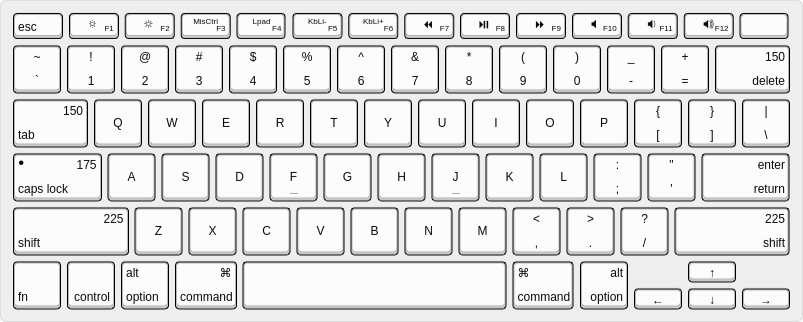 esc F1 F2 MisCtrl F3 Lpad F4 KbLi- F5 KbLi+ F6 F7 F8 F9 F10 F11 F12
~ ! @ # $ % ^ & * ( ) _ + 150
` 1 2 3 4 5 6 7 8 9 0 - = delete
150 { } |
tab Q W E R T Y U I O P [ ] \
• 175 : " enter
caps lock A S D F _ G H J _ K L ; ' return
225 < > ? 225
shift Z X C V B N M , . / shift
alt ⌘ ⌘ alt ↑
fn control option command command option ← ↓ →